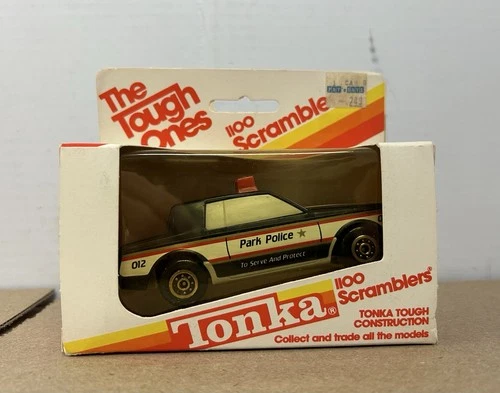 The
Tough
Ones
1100
Scramble
PAY
Park Police
012
To Serve And Protect
Tonka®
1100
Scramblers®
TONKA TOUGH
CONSTRUCTION
Collect and trade all the models